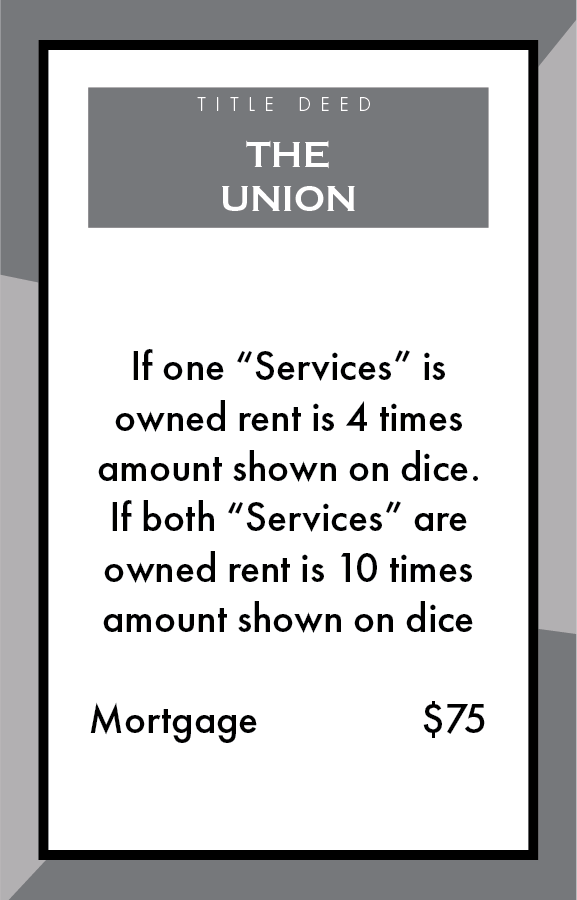 TITLE DEED
THE
UNION
If one “Services” is
owned rent is 4 times
amount shown on dice.
If both “Services” are
owned rent is 10 times
amount shown on dice
Mortgage $75